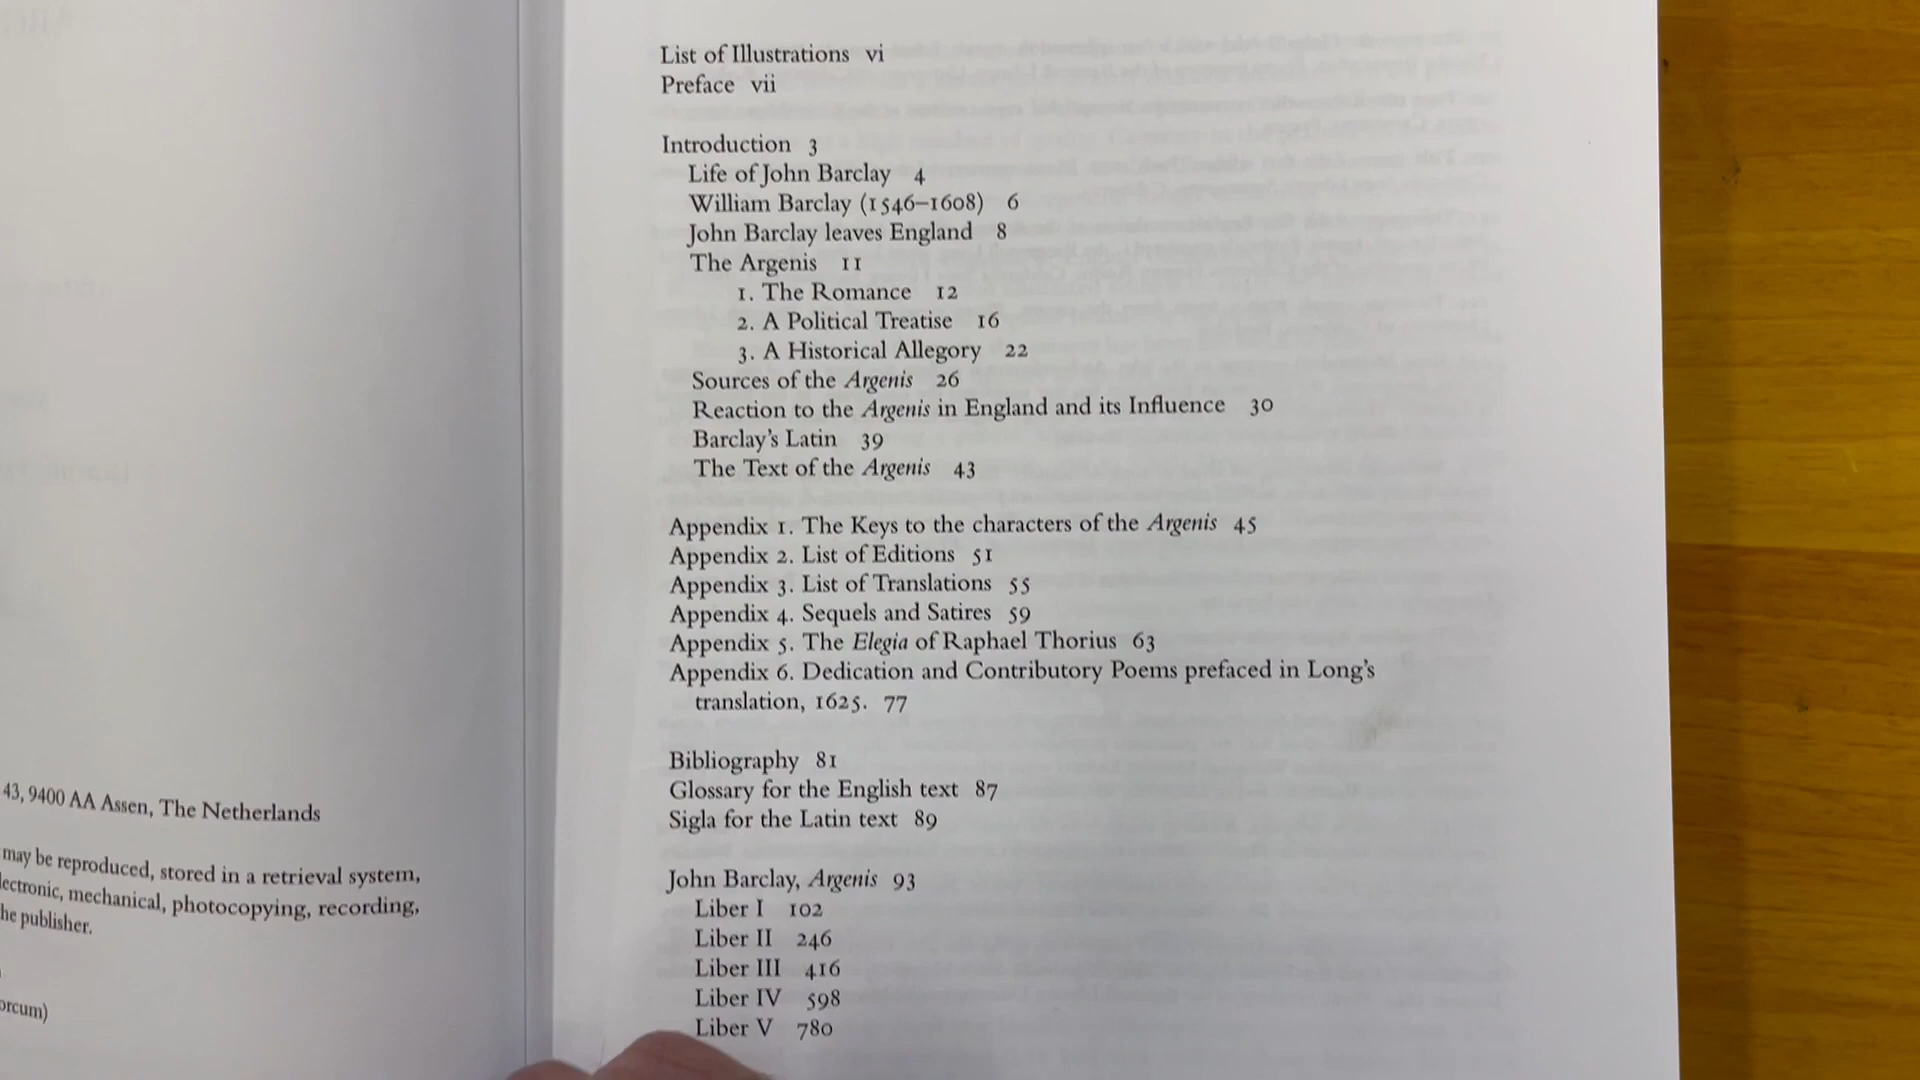 43, 9400 AA Assen, The Netherlands
may be reproduced, stored in a retrieval system,
mechanical, photocopying, recording,
publisher.
List of Illustrations vi
Preface vii
Introduction 3
Life of John Barclay 4
William Barclay (1546–1608) 6
John Barclay leaves England 8
The Argenis 11
1. The Romance 12
2. A Political Treatise 16
3. A Historical Allegory 22
Sources of the Argenis 26
Reaction to the Argenis in England and its Influence 30
Barclay's Latin 39
The Text of the Argenis 43
Appendix 1. The Keys to the characters of the Argenis 45
Appendix 2. List of Editions 51
Appendix 3. List of Translations 55
Appendix 4. Sequels and Satires 59
Appendix 5. The Elegia of Raphael Thorius 63
Appendix 6. Dedication and Contributory Poems prefaced in Long's
translation, 1625. 77
Bibliography 81
Glossary for the English text 87
Sigla for the Latin text 89
John Barclay, Argenis 93
Liber I 102
Liber II 246
Liber III 416
Liber IV 598
Liber V 780